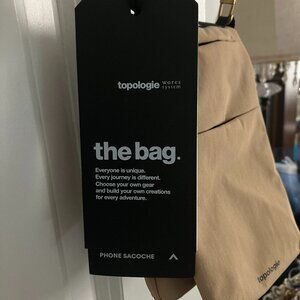 topologie wares
system
the bag.
Everyone is unique.
Every journey is different.
Choose your own gear
and build your own creations
for every adventure.
PHONE SACOCHE
topologie